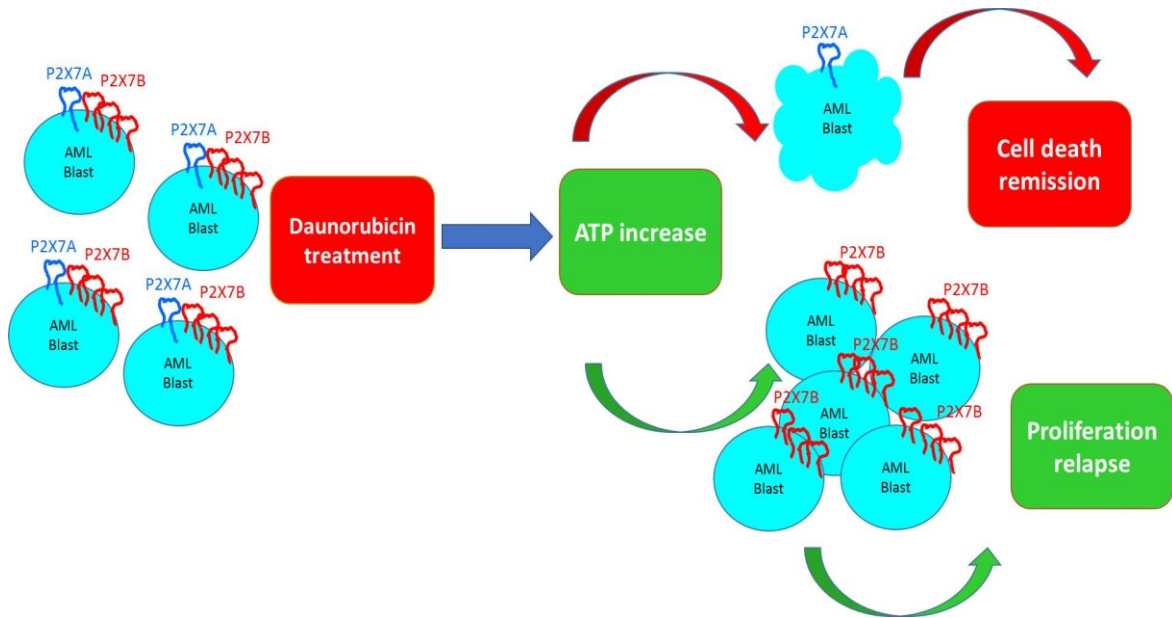 P2X7A
P2X7B
AML
Blast
P2X7A
P2X7B
AML
Blast
P2X7A
P2X7B
AML
Blast
P2X7A
P2X7B
AML
Blast
Daunorubicin
treatment
ATP increase
P2X7A
AML
Blast
Cell death
remission
P2X7B
AML
Blast
P2X7B
AML
Blast
P2X7B
AML
Blast
P2X7B
AML
Blast
P2X7B
AML
Blast
Proliferation
relapse